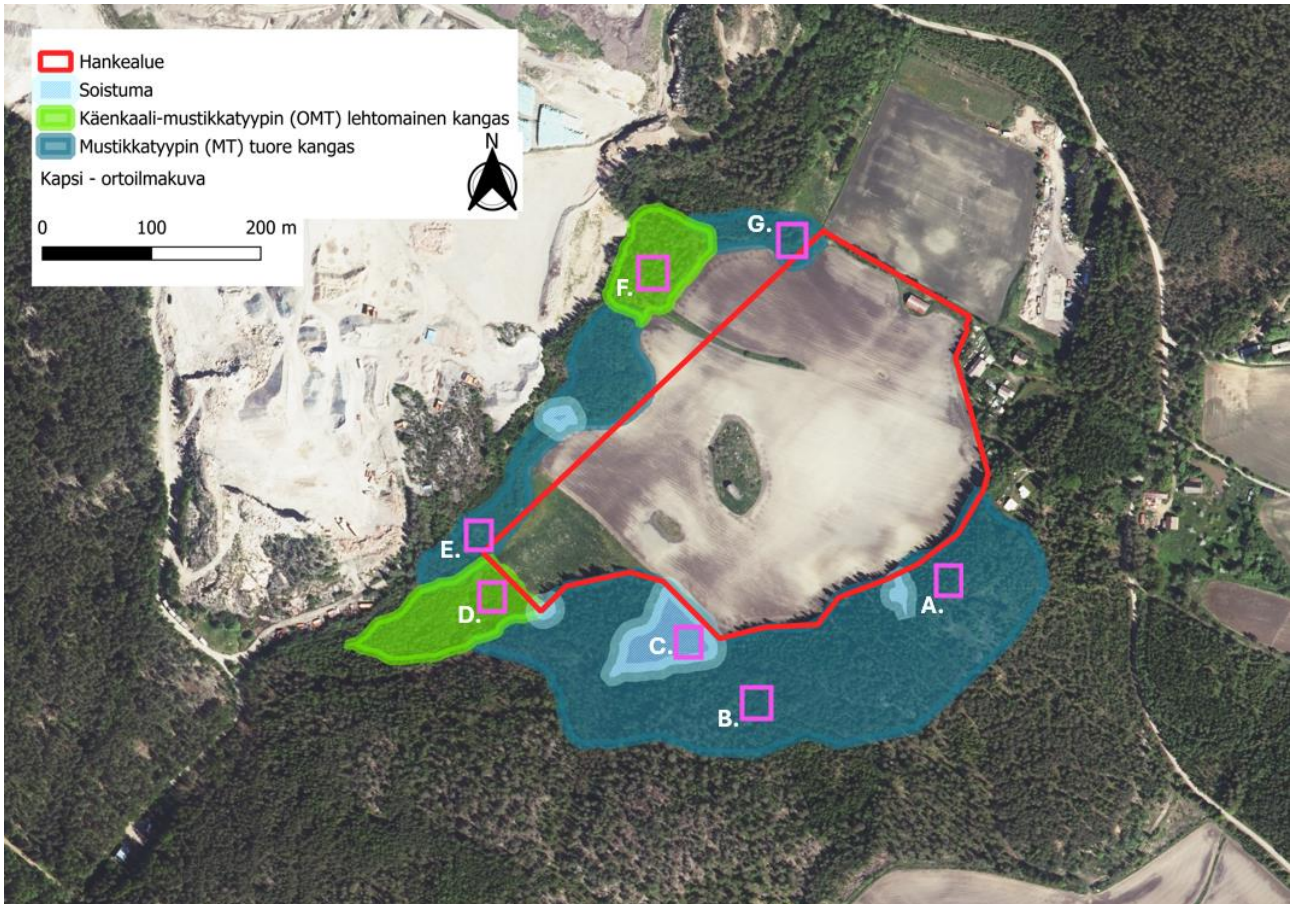 Hankealue
Soistuma
Käenkaali-mustikkatyypin (OMT) lehtomainen kangas
Mustikkatyypin (MT) tuore kangas
Kapsi - ortoilmakuva
N
0 100 200 m
G.
F.
E.
D.
A.
C.
B.